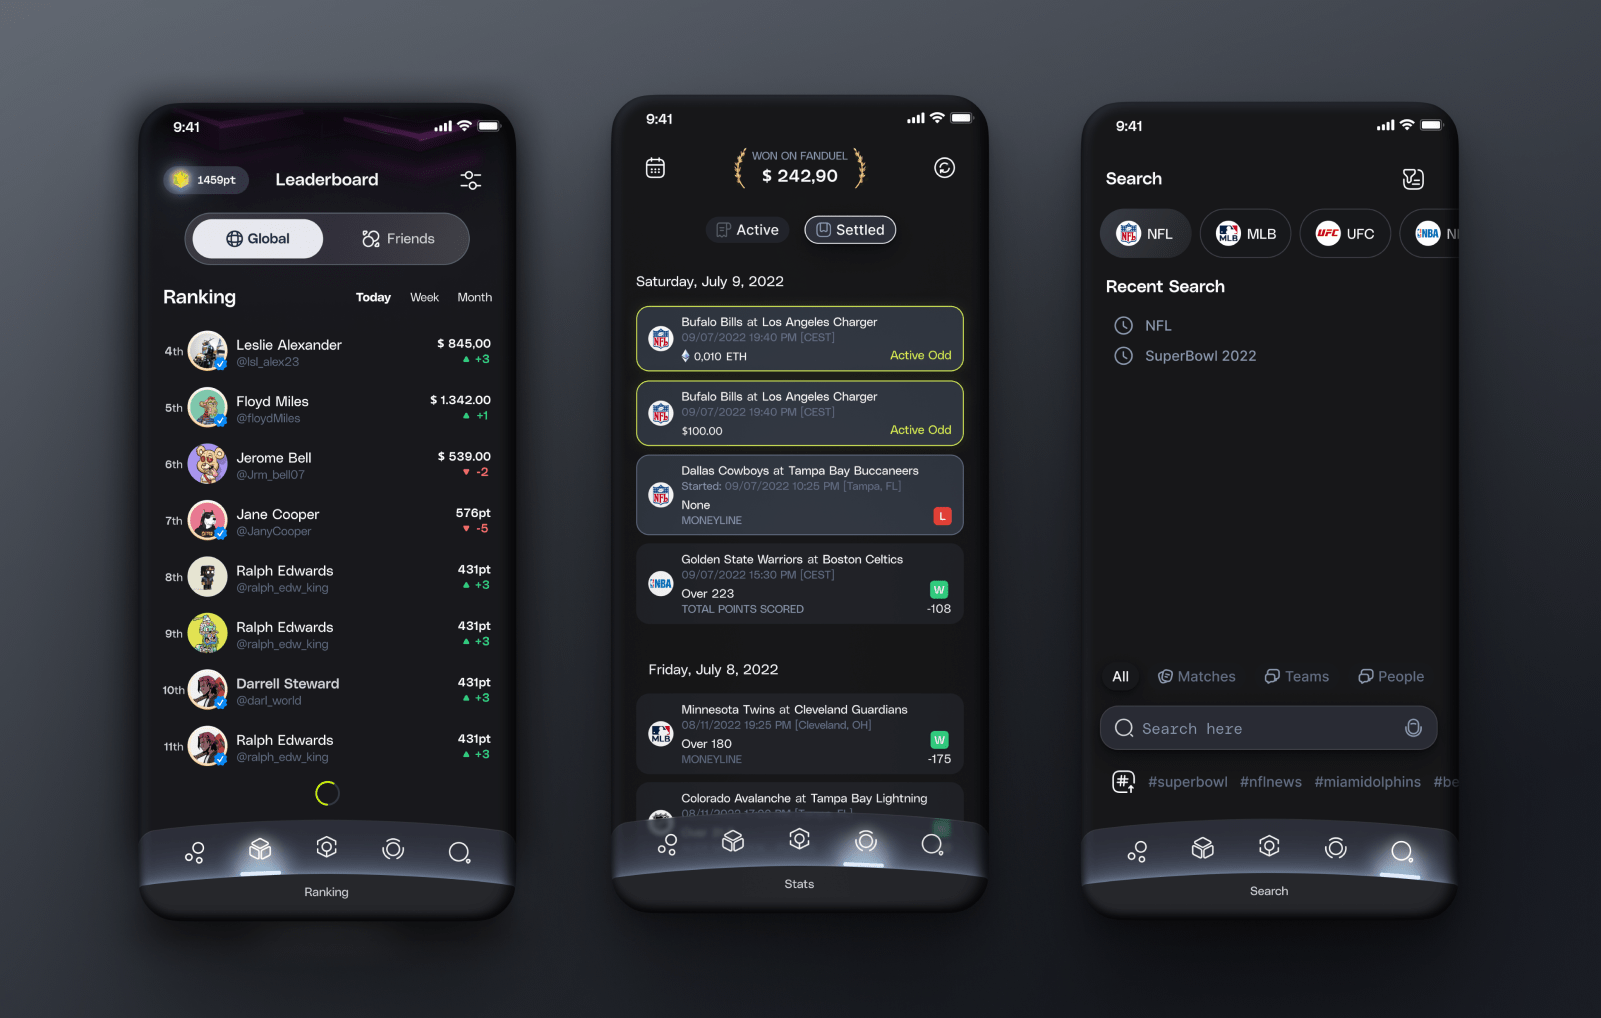 9:41
1459pt
Leaderboard
Global
Friends
Ranking
Today Week Month
4th
Leslie Alexander
@lsl_alex23
$ 845,00
+3
5th
Floyd Miles
@floydMiles
$ 1.342.00
+1
6th
Jerome Bell
@Jrm_bell07
$ 539.00
-2
7th
Jane Cooper
@JanyCooper
576pt
-5
8th
Ralph Edwards
@ralph_edw_king
431pt
+3
9th
Ralph Edwards
@ralph_edw_king
431pt
+3
10th
Darrell Steward
@darl_world
431pt
+3
11th
Ralph Edwards
@ralph_edw_king
431pt
+3
Ranking
9:41
WON ON FANDUEL
$ 242,90
Active
Settled
Saturday, July 9, 2022
NFL
Bufalo Bills at Los Angeles Charger
09/07/2022 19:40 PM [CEST]
0,010 ETH
Active Odd
NFL
Bufalo Bills at Los Angeles Charger
09/07/2022 19:40 PM [CEST]
$100.00
Active Odd
NFL
Dallas Cowboys at Tampa Bay Buccaneers
Started: 09/07/2022 10:25 PM [Tampa, FL]
None
MONEYLINE
L
NBA
Golden State Warriors at Boston Celtics
09/07/2022 15:30 PM [CEST]
Over 223
TOTAL POINTS SCORED
W
-108
Friday, July 8, 2022
MLB
Minnesota Twins at Cleveland Guardians
08/11/2022 19:25 PM [Cleveland, OH]
Over 180
MONEYLINE
W
-175
Colorado Avalanche at Tampa Bay Lightning
Stats
9:41
Search
NFL
NFL
MLB
MLB
UFC
UFC
NBA
Recent Search
NFL
SuperBowl 2022
All
Matches
Teams
People
Search here
#
#superbowl #nflnews #miamidolphins #be
Search